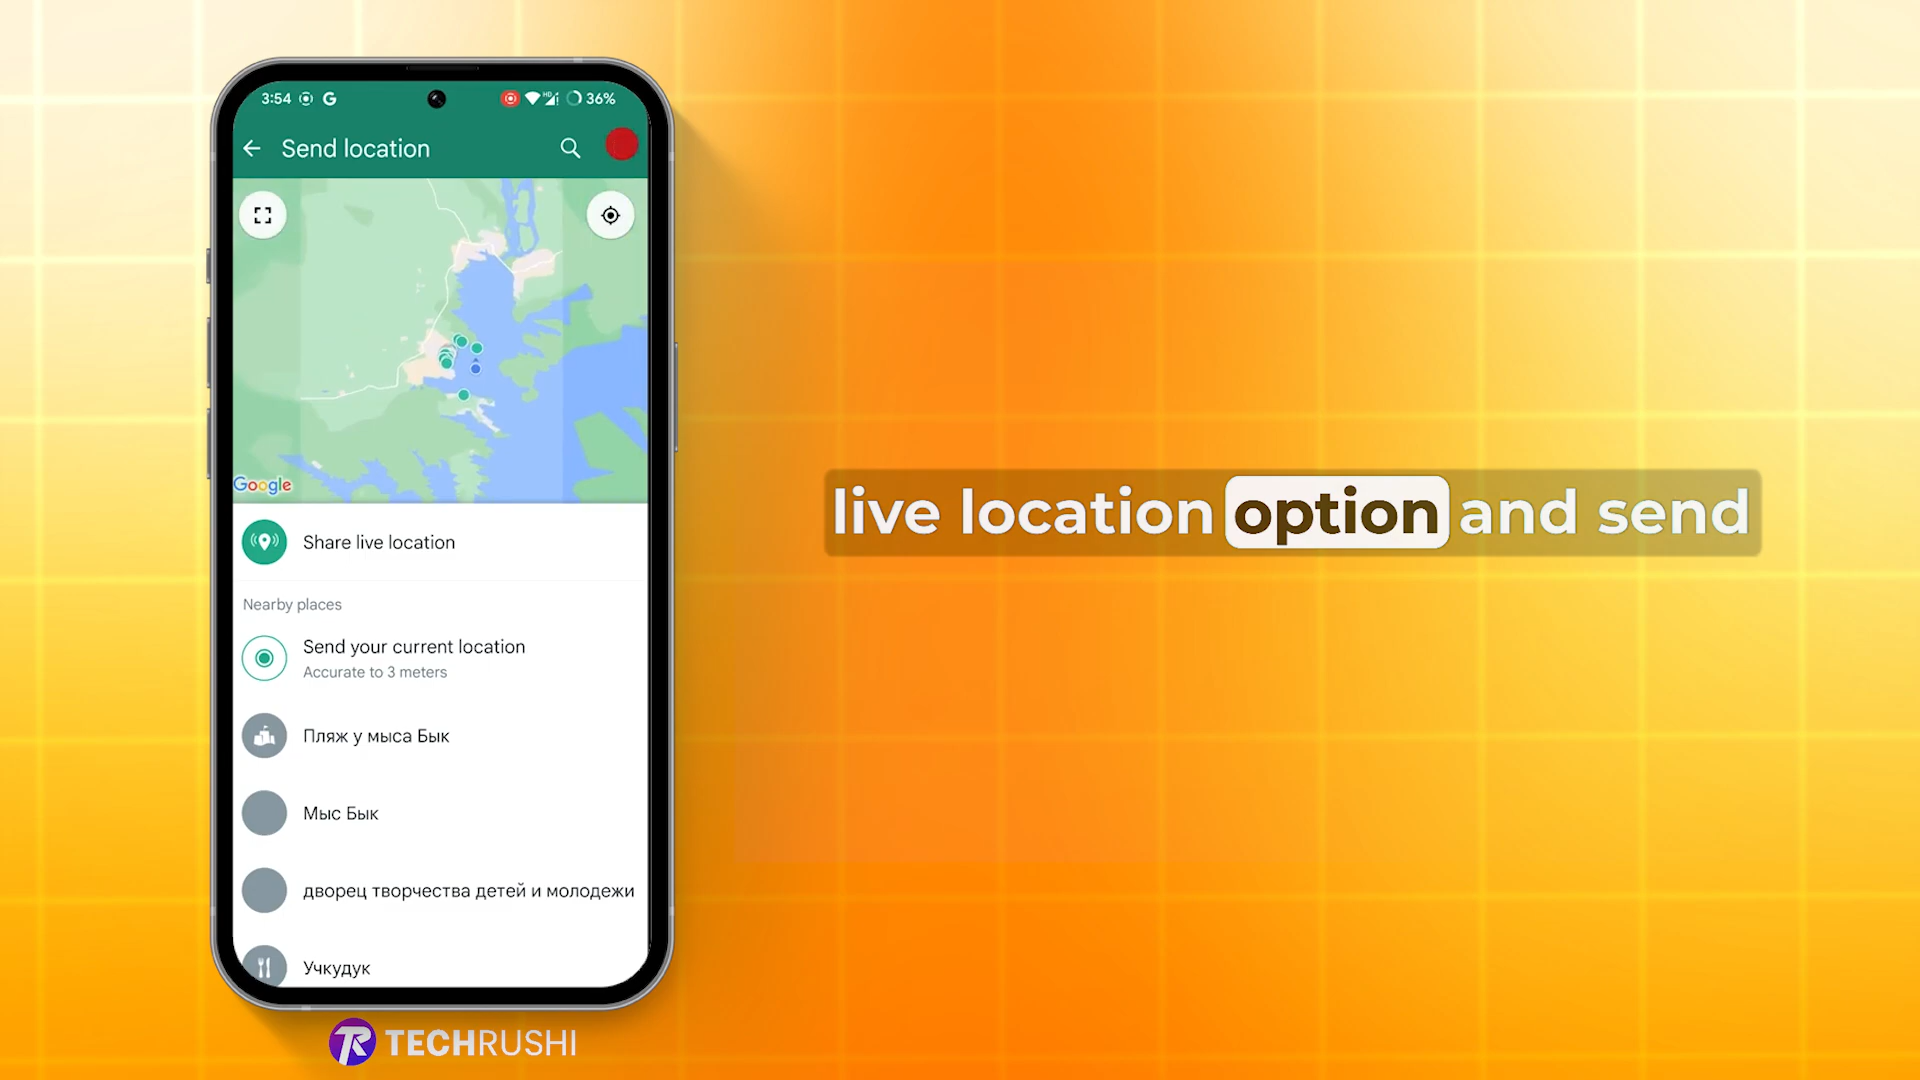 3:54 G HD 36%
Send location
Google
Share live location
Nearby places
Send your current location
Accurate to 3 meters
Пляж у мыса Бык
Мыс Бык
дворец творчества детей и молодежи
Учкудук
live location option and send
TECHRUSHI